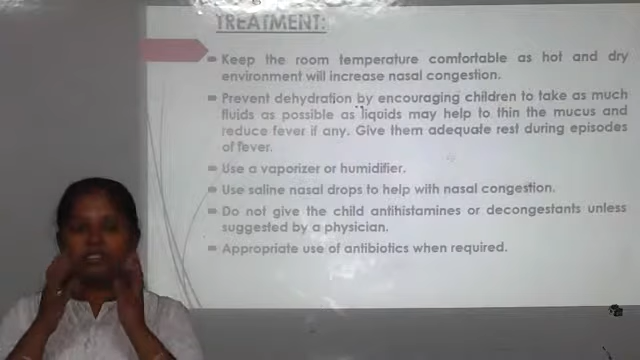 TREATMENT:
Keep the room temperature comfortable as hot and dry
environment will increase nasal congestion.
Prevent dehydration by encouraging children to take as much
fluids as possible as liquids may help to thin the mucus and
reduce fever if any. Give them adequate rest during episodes
of fever.
Use a vaporizer or humidifier.
Use saline nasal drops to help with nasal congestion.
Do not give the child antihistamines or decongestants unless
suggested by a physician.
Appropriate use of antibiotics when required.